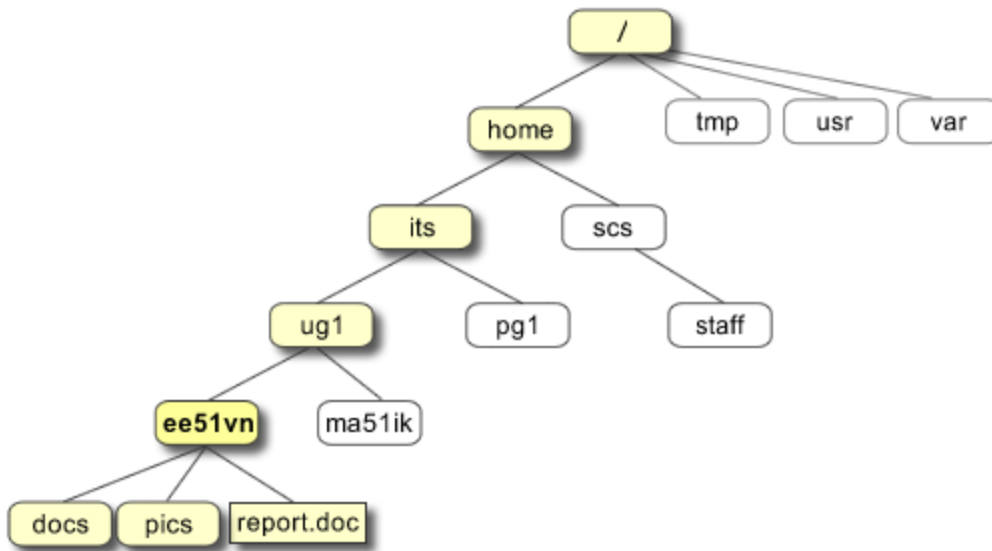 /
home
tmp
usr
var
its
scs
ug1
pg1
staff
ee51vn
ma51ik
docs
pics
report.doc